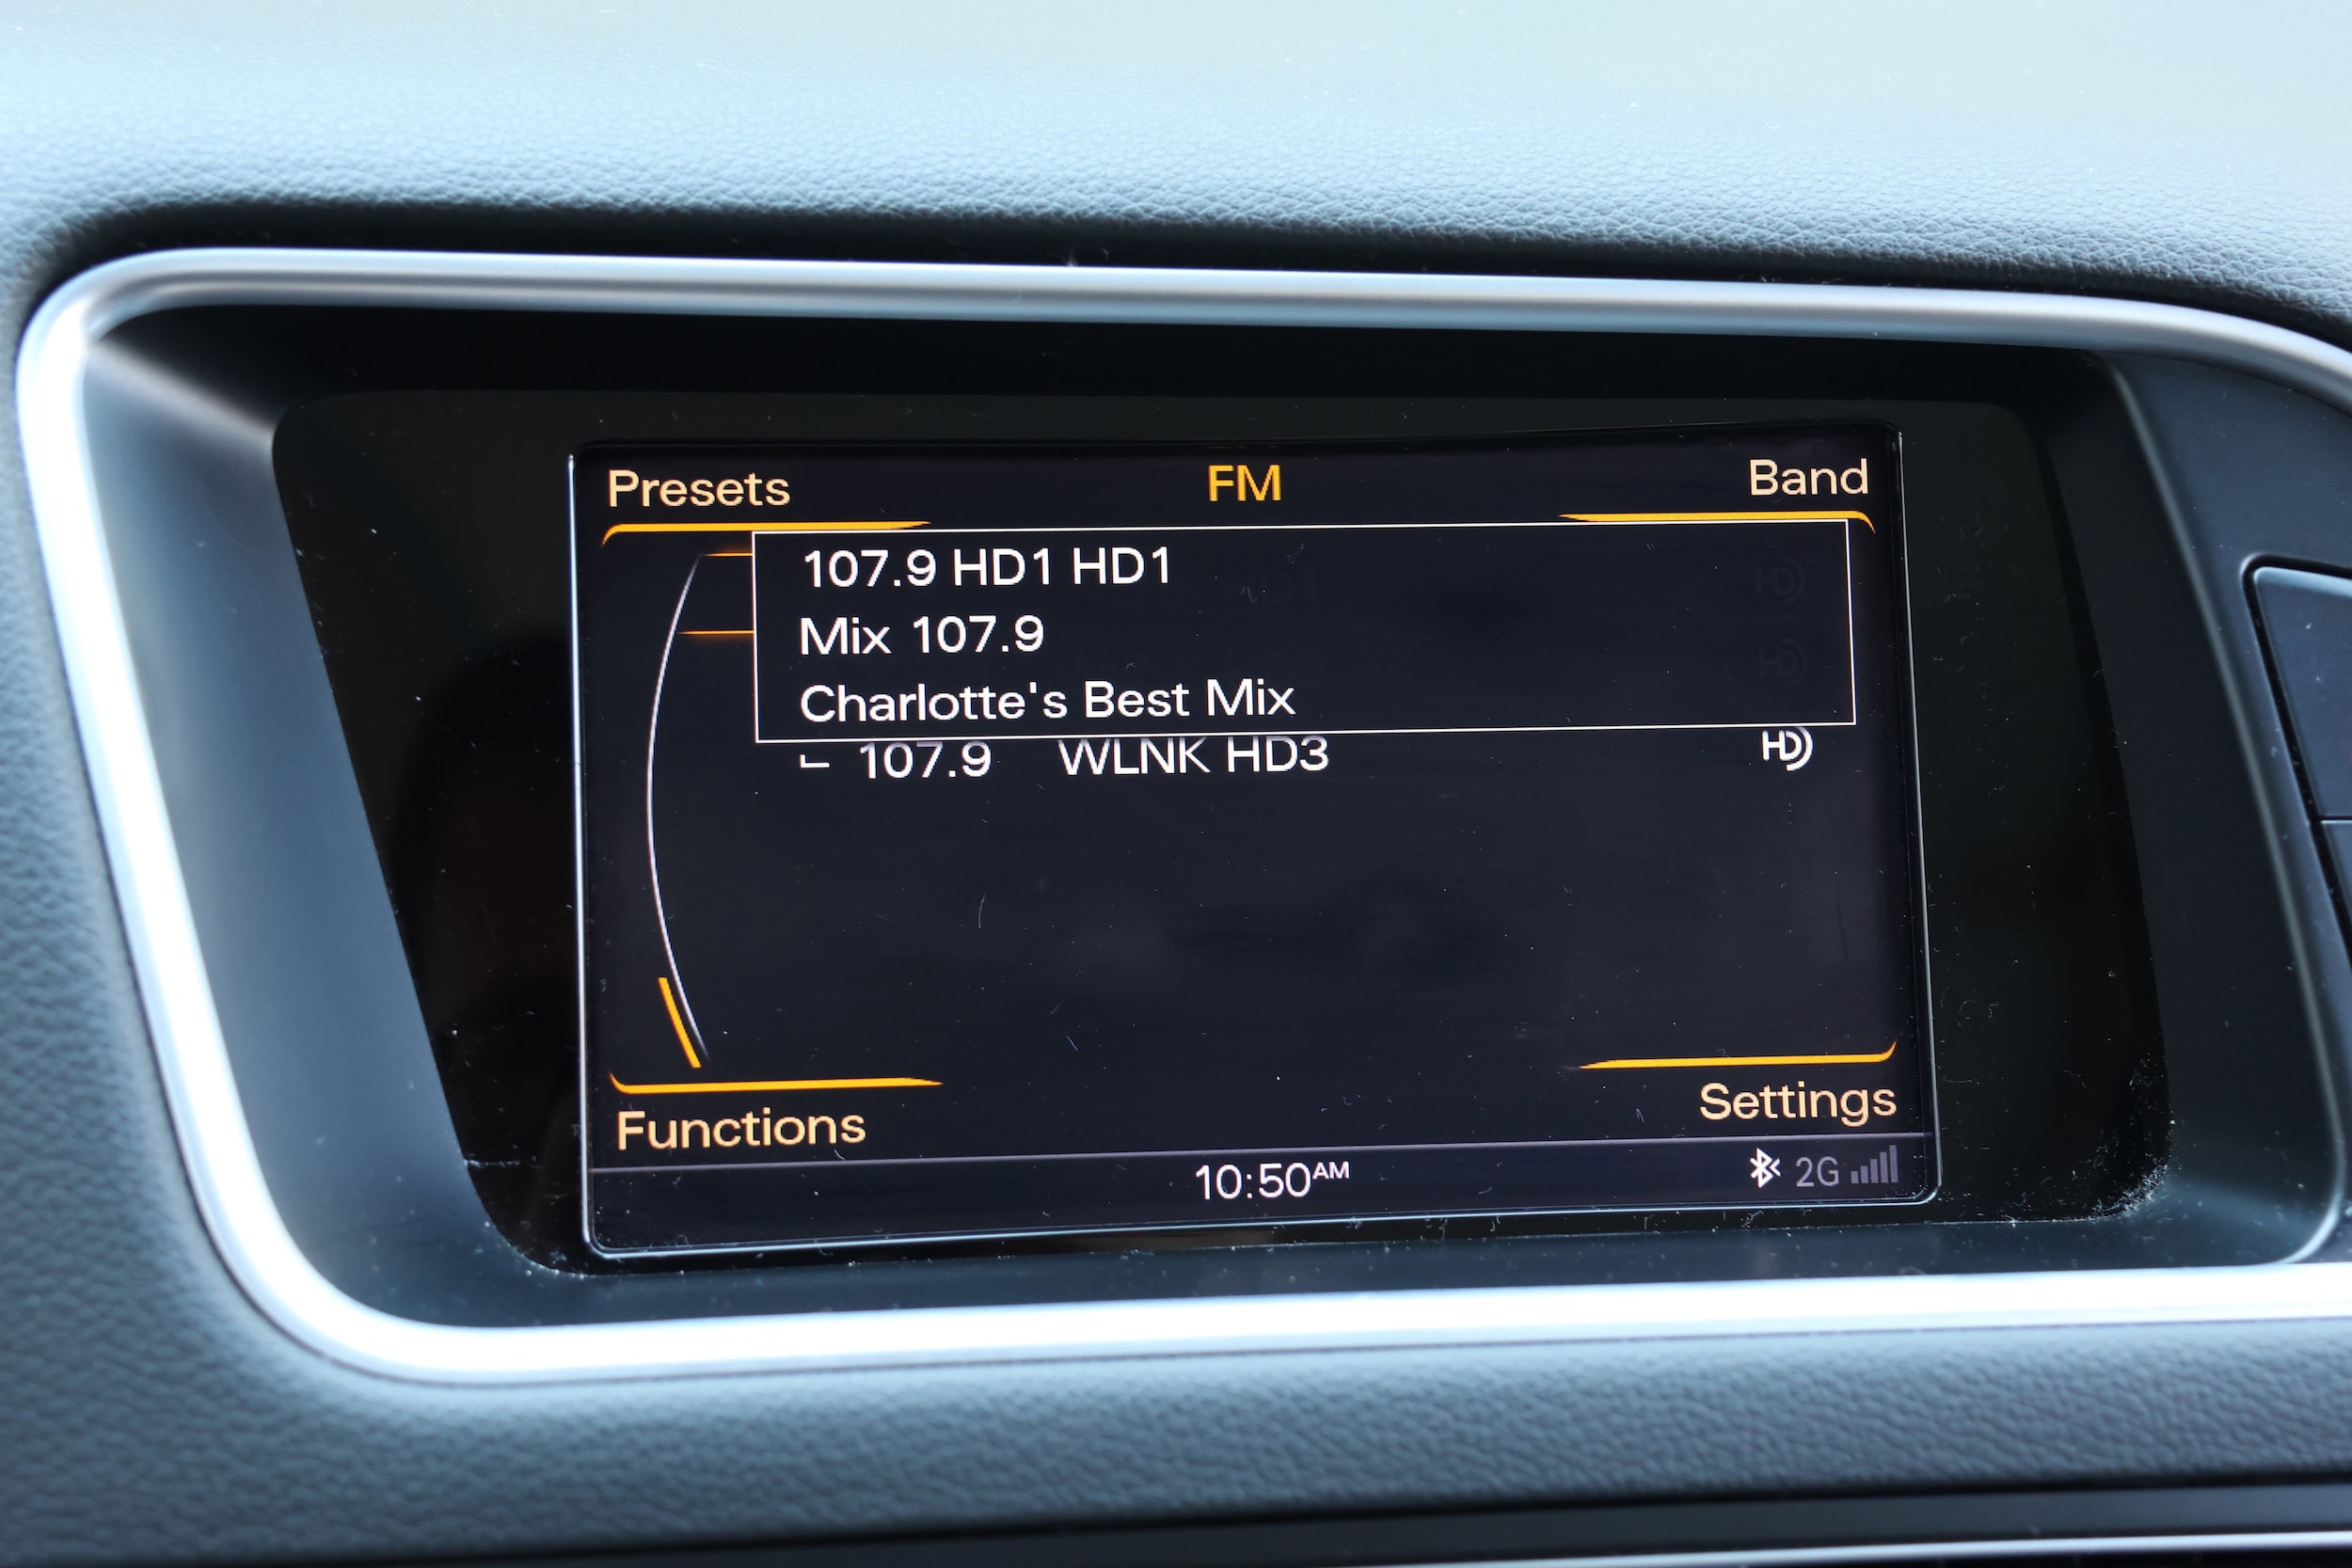 Presets FM Band
107.9 HD1 HD1
Mix 107.9
Charlotte's Best Mix
107.9 WLNK HD3 HD
Functions Settings
10:50AM 2G